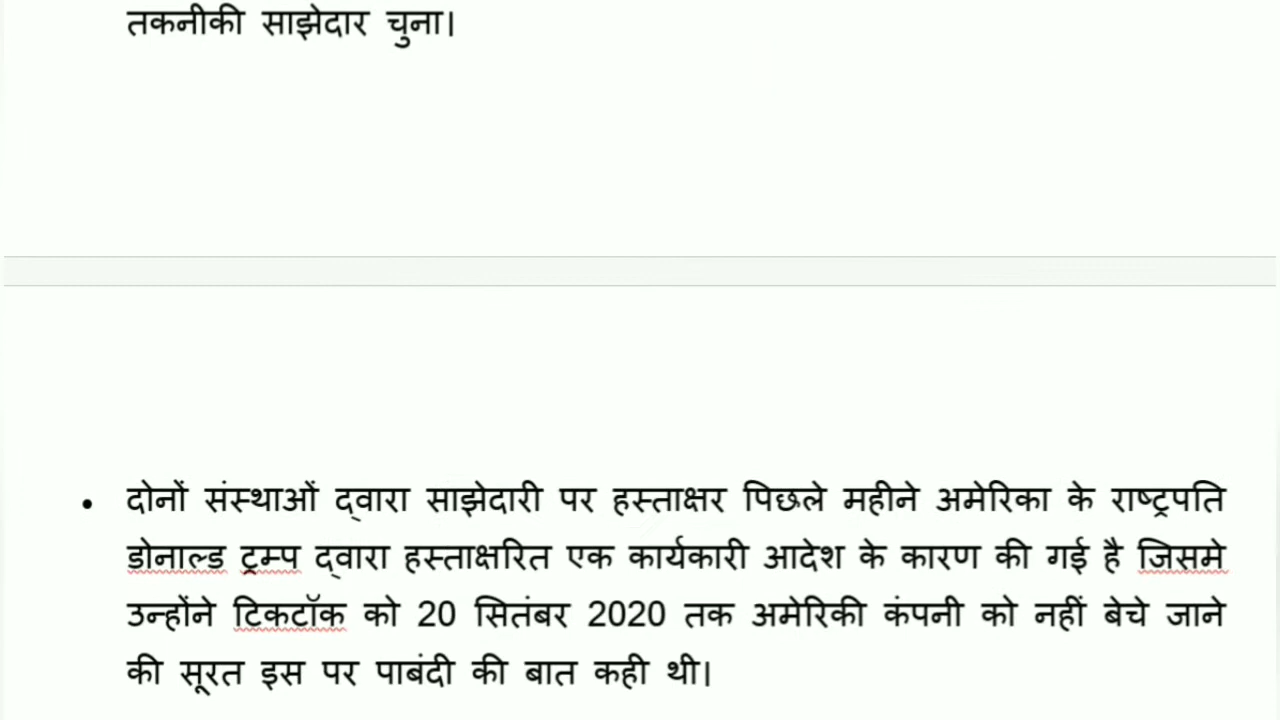 तकनीकी साझेदार चुना।
• दोनों संस्थाओं द्वारा साझेदारी पर हस्ताक्षर पिछले महीने अमेरिका के राष्ट्रपति
डोनाल्ड ट्रम्प द्वारा हस्ताक्षरित एक कार्यकारी आदेश के कारण की गई है जिसमे
उन्होंने टिकटॉक को 20 सितंबर 2020 तक अमेरिकी कंपनी को नहीं बेचे जाने
की सूरत इस पर पाबंदी की बात कही थी।